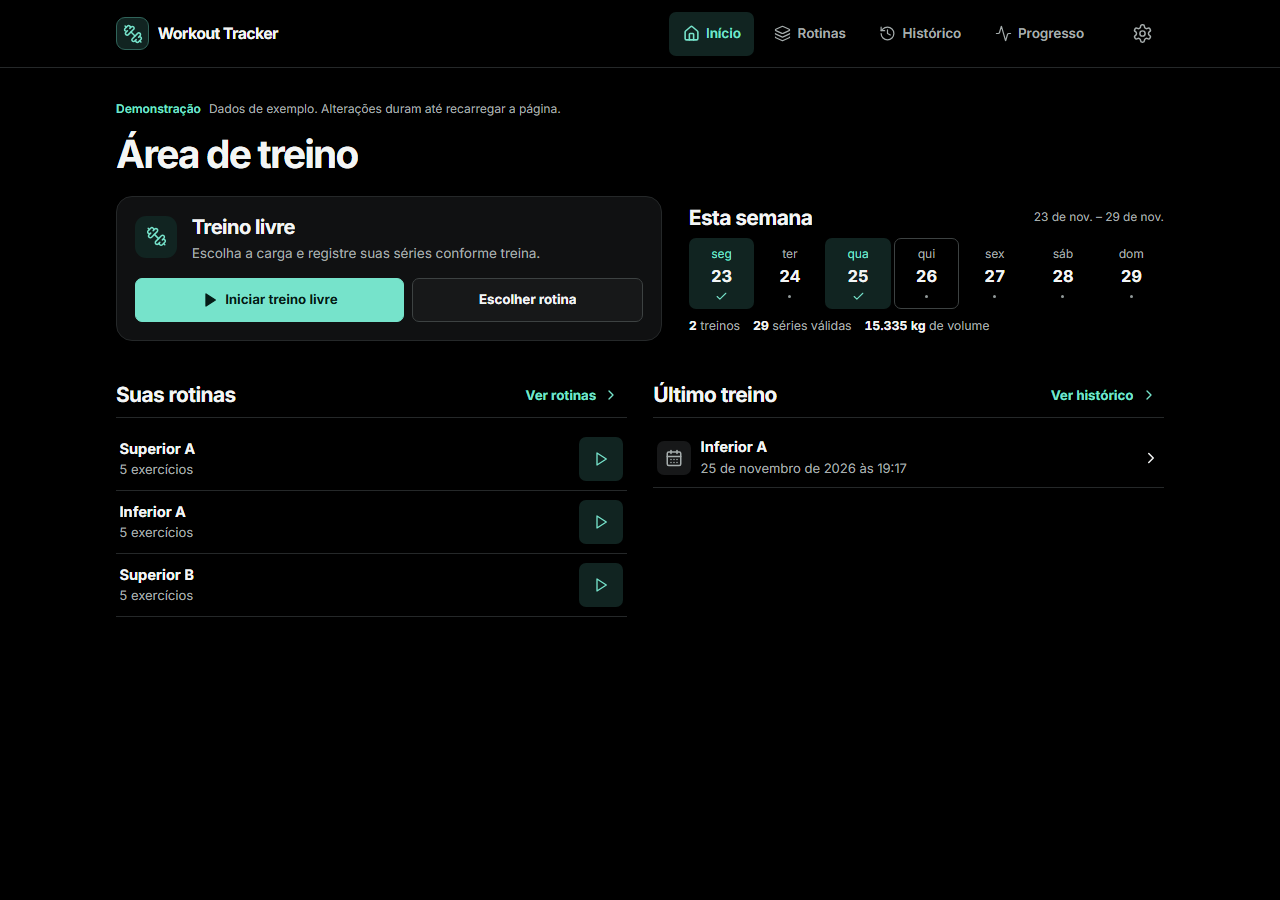 Workout Tracker
Início
Rotinas
Histórico
Progresso
Demonstração Dados de exemplo. Alterações duram até recarregar a página.
Área de treino
Treino livre
Escolha a carga e registre suas séries conforme treina.
Iniciar treino livre
Escolher rotina
Esta semana
23 de nov. – 29 de nov.
seg ter qua qui sex sáb dom
23 24 25 26 27 28 29
2 treinos 29 séries válidas 15.335 kg de volume
Suas rotinas
Ver rotinas
Superior A
5 exercícios
Inferior A
5 exercícios
Superior B
5 exercícios
Último treino
Ver histórico
Inferior A
25 de novembro de 2026 às 19:17